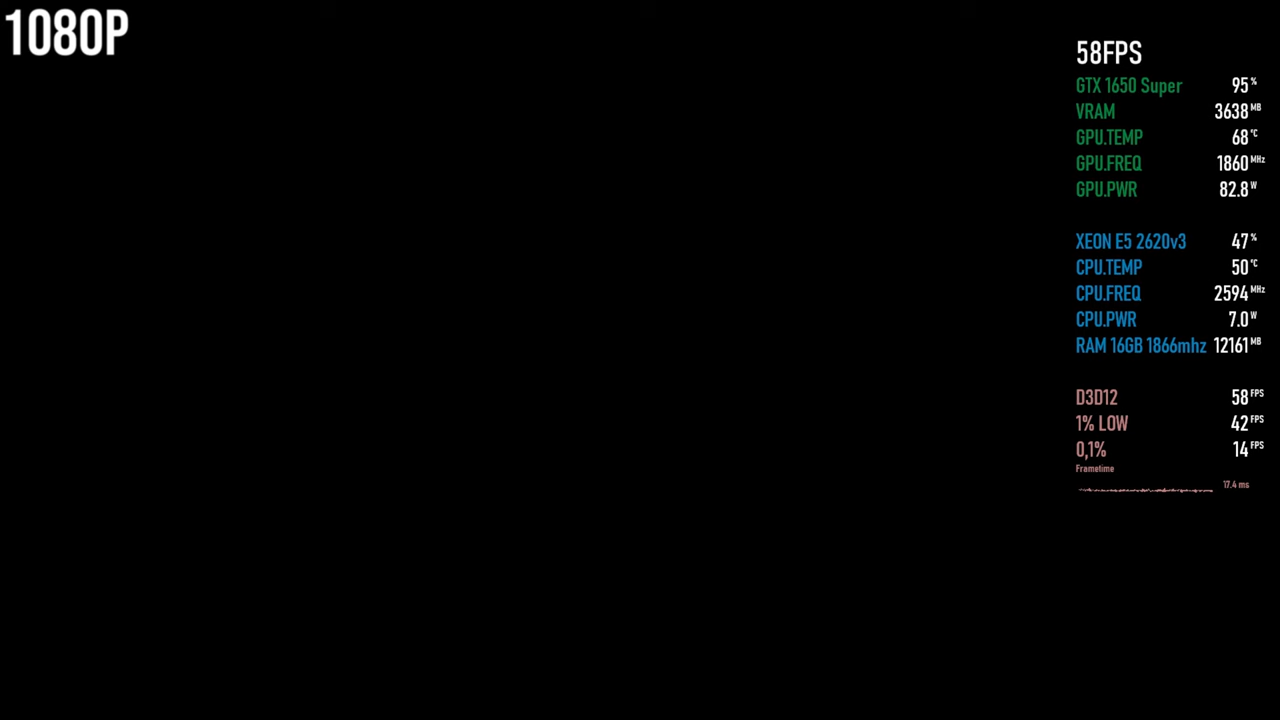 1080P
58FPS
GTX 1650 Super 95%
VRAM 3638MB
GPU.TEMP 68°C
GPU.FREQ 1860MHz
GPU.PWR 82.8W
XEON E5 2620v3 47%
CPU.TEMP 50°C
CPU.FREQ 2594MHz
CPU.PWR 7.0W
RAM 16GB 1866mhz 12161MB
D3D12 58FPS
1% LOW 42FPS
0,1% 14FPS
Frametime
17.4 ms